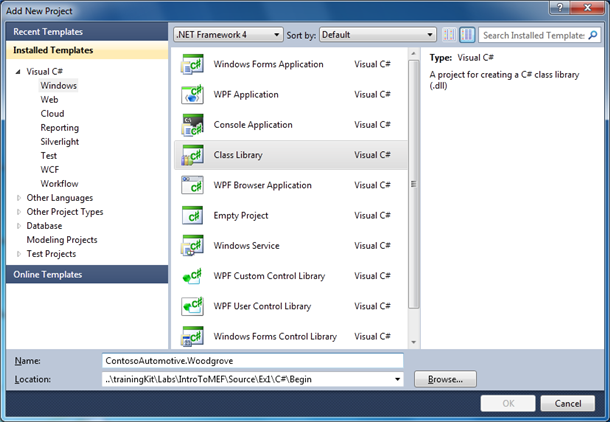 Add New Project
Recent Templates
.NET Framework 4 Sort by: Default Search Installed Templates
Installed Templates
Visual C#
Windows
Web
Cloud
Reporting
Silverlight
Test
WCF
Workflow
Other Languages
Other Project Types
Database
Modeling Projects
Test Projects
Online Templates
Windows Forms Application Visual C#
WPF Application Visual C#
Console Application Visual C#
Class Library Visual C#
WPF Browser Application Visual C#
Empty Project Visual C#
Windows Service Visual C#
WPF Custom Control Library Visual C#
WPF User Control Library Visual C#
Windows Forms Control Library Visual C#
Type: Visual C#
A project for creating a C# class library
(.dll)
Name: ContosoAutomotive.Woodgrove
Location: ..\trainingKit\Labs\IntroToMEF\Source\Ex1\C#\Begin Browse...
OK Cancel